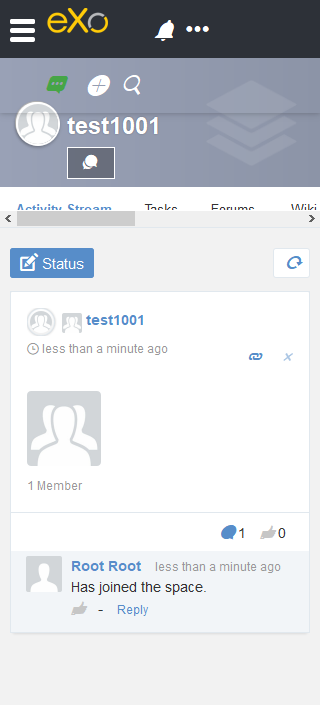 eXo
test1001
Activity Stream Tasks Forums Wiki
Status
test1001
less than a minute ago
1 Member
1 0
Root Root less than a minute ago
Has joined the space.
- Reply